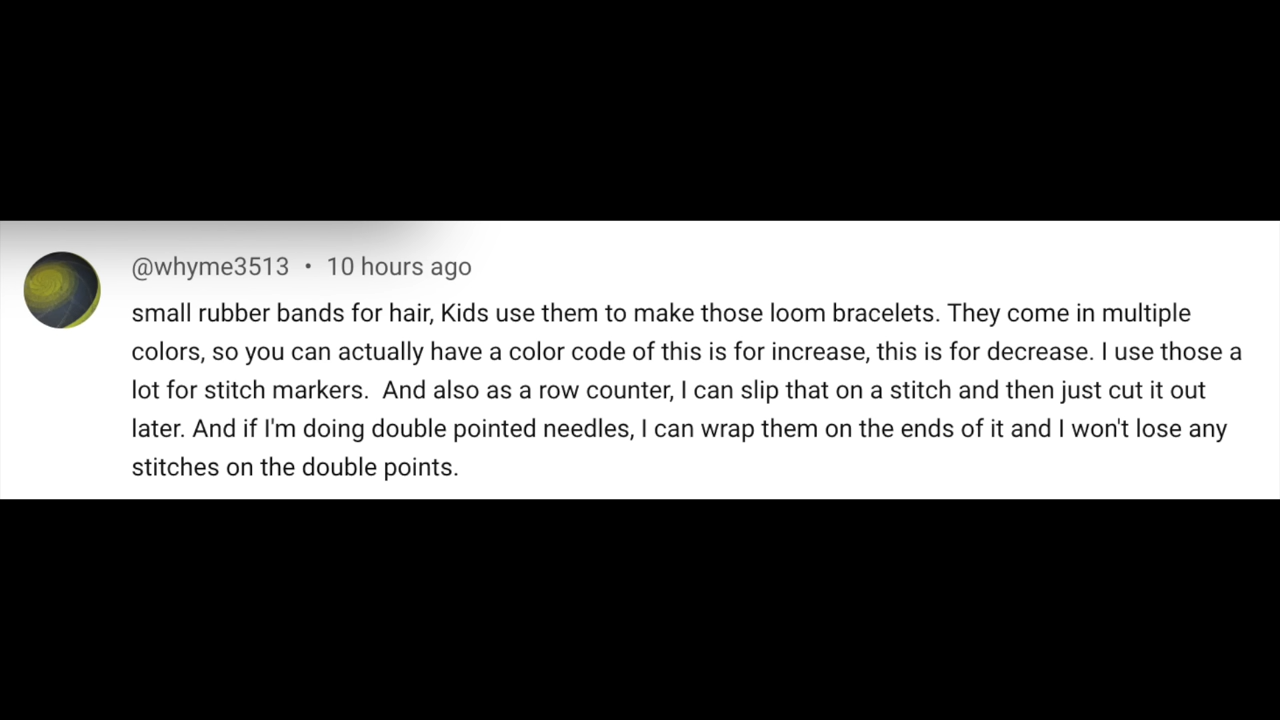 @whyme3513 • 10 hours ago
small rubber bands for hair, Kids use them to make those loom bracelets. They come in multiple
colors, so you can actually have a color code of this is for increase, this is for decrease. I use those a
lot for stitch markers.  And also as a row counter, I can slip that on a stitch and then just cut it out
later. And if I'm doing double pointed needles, I can wrap them on the ends of it and I won't lose any
stitches on the double points.